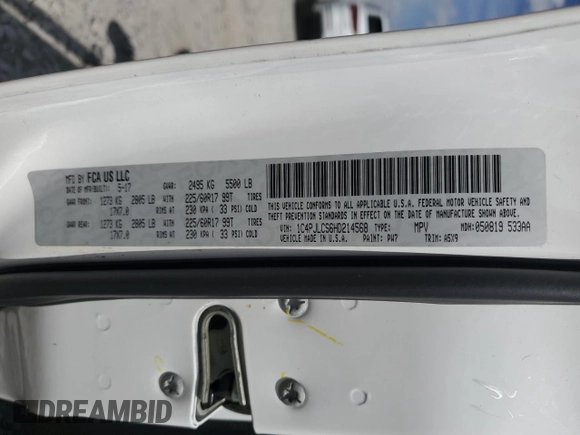 MFG BY FCA US LLC
DATE OF MFR(BUILT): 5-17 GVWR: 2495 KG 5500 LB
GAWR FRONT: 1273 KG 2805 LB 225/60R17 99T TIRES
17X7.0 RIMS AT 230 KPA ( 33 PSI) COLD
GAWR REAR: 1273 KG 2805 LB 225/60R17 99T TIRES
17X7.0 RIMS AT 230 KPA ( 33 PSI) COLD
THIS VEHICLE CONFORMS TO ALL APPLICABLE U.S.A. FEDERAL MOTOR VEHICLE SAFETY AND
THEFT PREVENTION STANDARDS IN EFFECT ON THE DATE OF MANUFACTURE SHOWN ABOVE.
VIN: 1C4PJLCS6HD214568 MPV MDH: 050819 533AA
VEHICLE MADE IN U.S.A. PAINT: PW7 TRIM: A5X9
DREAMBID